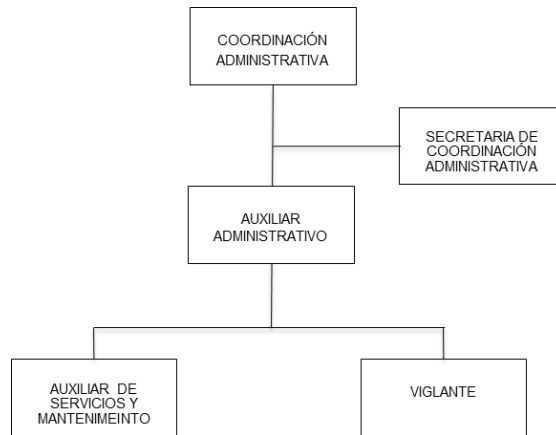 COORDINACIÓN
ADMINISTRATIVA
SECRETARIA DE
COORDINACIÓN
ADMINISTRATIVA
AUXILIAR
ADMINISTRATIVO
AUXILIAR DE
SERVICIOS Y
MANTENIMEINTO
VIGLANTE